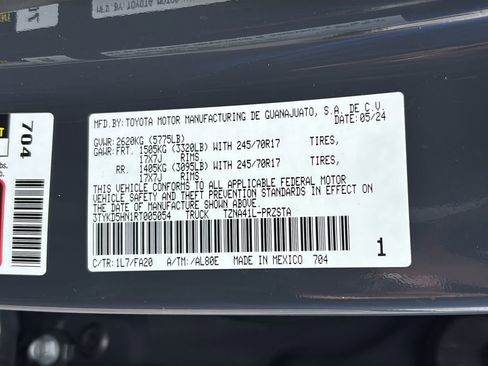 MFD.BY:TOYOTA MOTOR MANUFACTURING DE GUANAJUATO, S.A. DE C.V.
05/24
GVWR:2620KG (5775LB)
GAWR:FRT. 1505KG (3320LB) WITH 245/70R17 TIRES,
17X7J RIMS.
RR. 1405KG (3095LB) WITH 245/70R17 TIRES,
17X7J RIMS.
THIS VEHICLE CONFORMS TO ALL APPLICABLE FEDERAL MOTOR
VEHICLE SAFETY AND THEFT PREVENTION STANDARDS IN EFFECT ON
THE DATE OF MANUFACTURE SHOWN ABOVE.
3TYKD5HN1RT005054 TRUCK TZNA41L-PRZSTA
1
C/TR:1L7/FA20 A/TM:/AL80E MADE IN MEXICO 704
704